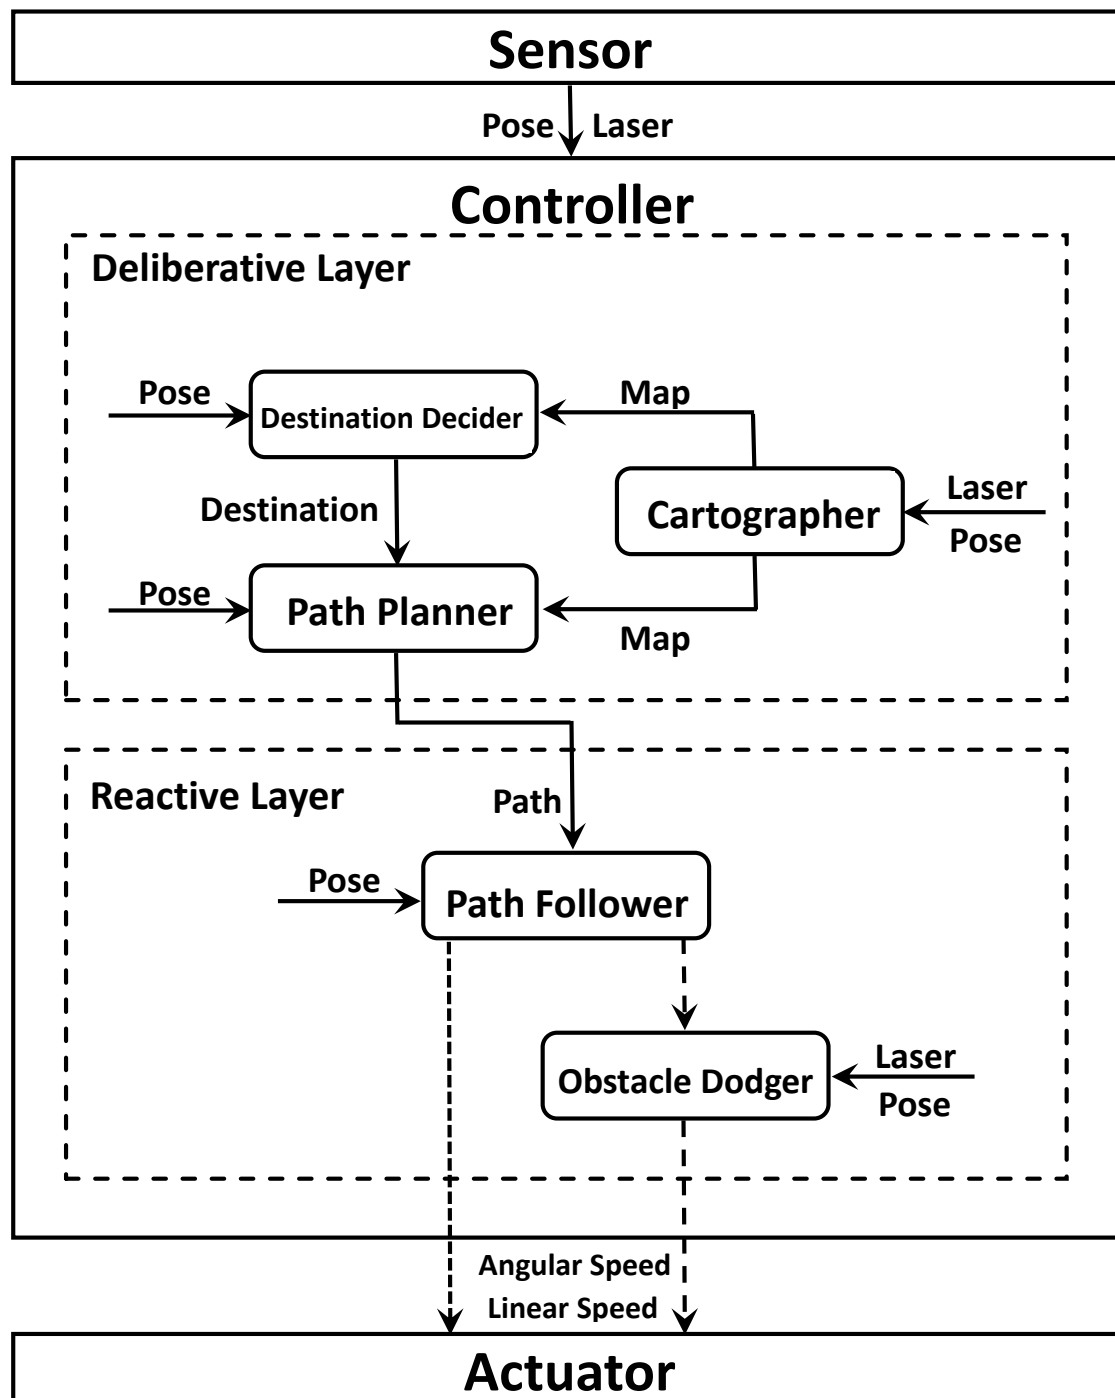 Sensor
Pose Laser
Controller
Deliberative Layer
Pose
Destination Decider
Map
Destination
Cartographer
Laser
Pose
Pose
Path Planner
Map
Reactive Layer
Path
Pose
Path Follower
Obstacle Dodger
Laser
Pose
Angular Speed
Linear Speed
Actuator